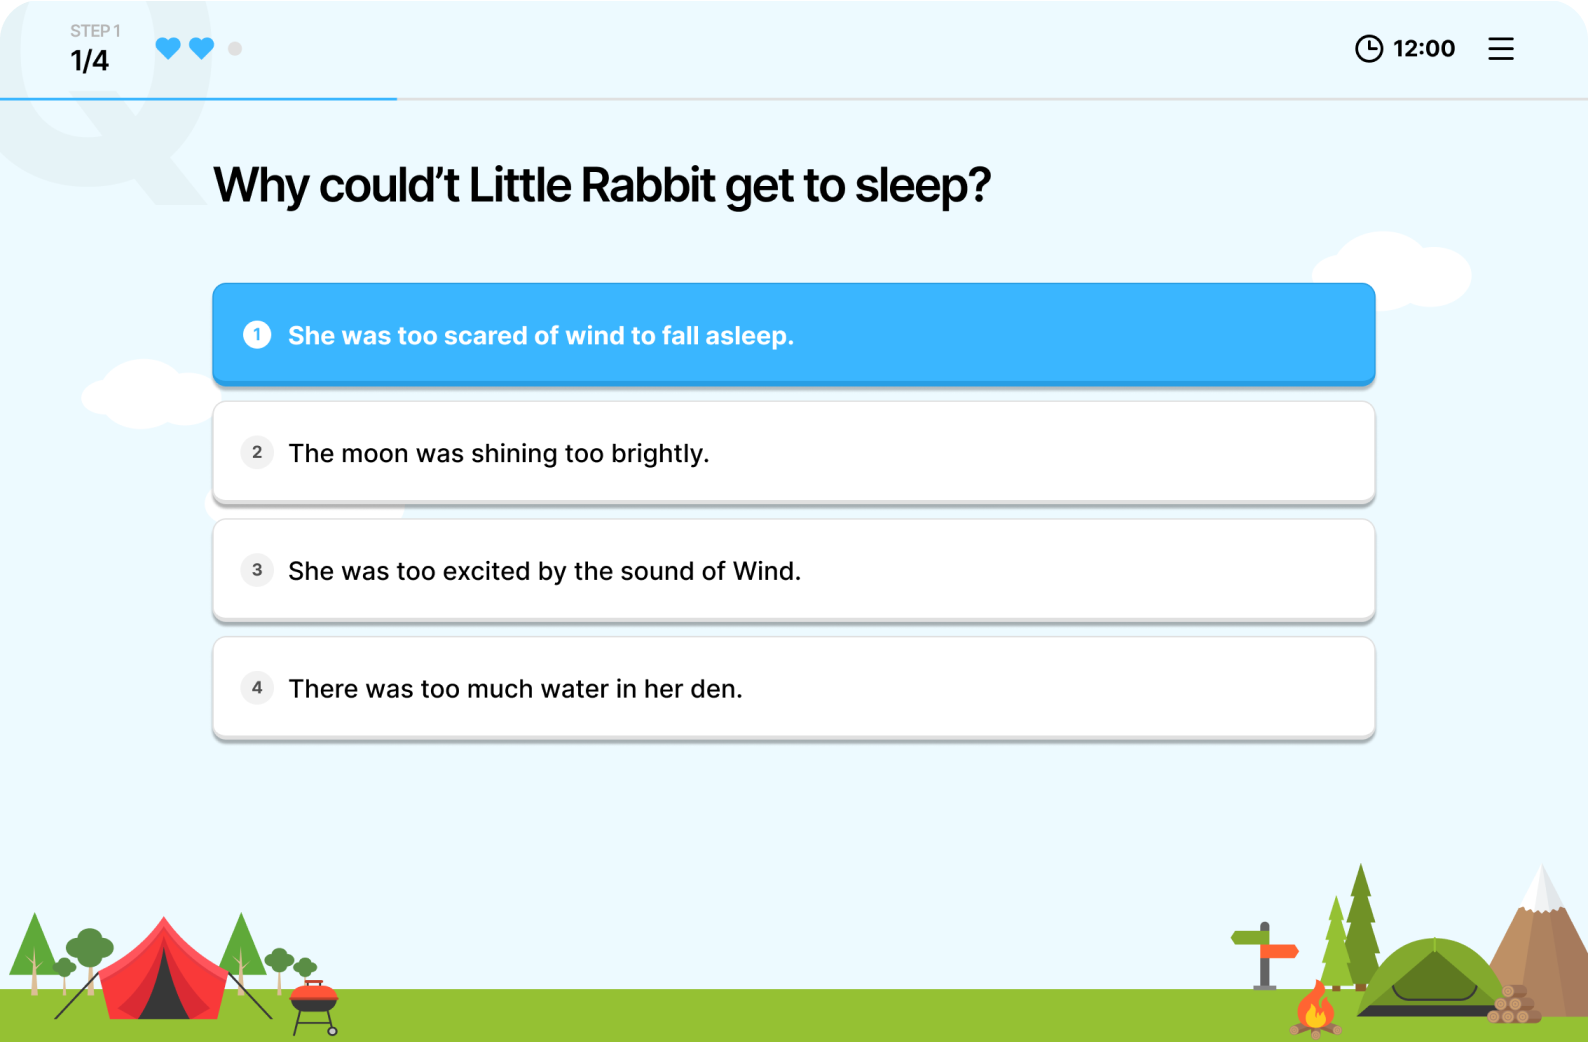 STEP 1
1/4
12:00
Q
Why could’t Little Rabbit get to sleep?
1 She was too scared of wind to fall asleep.
2 The moon was shining too brightly.
3 She was too excited by the sound of Wind.
4 There was too much water in her den.